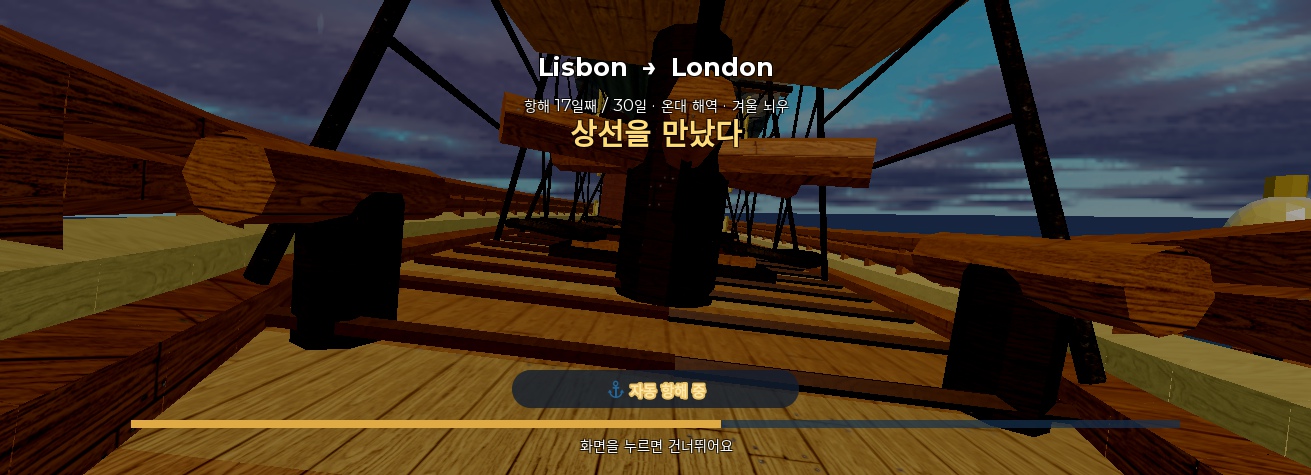 Lisbon → London
항해 17일째 / 30일 · 온대 해역 · 겨울 뇌우
상선을 만났다
⚓ 자동 항해 중
화면을 누르면 건너뛰어요